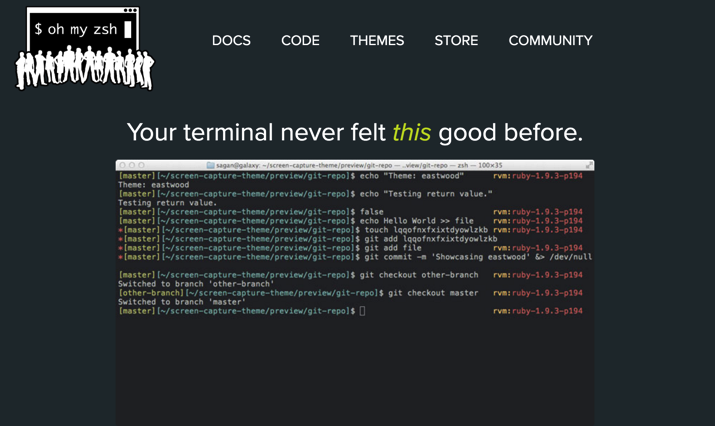 $ oh my zsh
DOCS CODE THEMES STORE COMMUNITY
Your terminal never felt this good before.
sagan@galaxy: ~/screen-capture-theme/preview/git-repo — ..view/git-repo — zsh — 100×35
[master][~/screen-capture-theme/preview/git-repo]$ echo "Theme: eastwood" rvm:ruby-1.9.3-p194
Theme: eastwood
[master][~/screen-capture-theme/preview/git-repo]$ echo "Testing return value." rvm:ruby-1.9.3-p194
Testing return value.
[master][~/screen-capture-theme/preview/git-repo]$ false rvm:ruby-1.9.3-p194
[master][~/screen-capture-theme/preview/git-repo]$ echo Hello World >> file rvm:ruby-1.9.3-p194
*[master][~/screen-capture-theme/preview/git-repo]$ touch lqqofnxfxixtdyowlzkb rvm:ruby-1.9.3-p194
*[master][~/screen-capture-theme/preview/git-repo]$ git add lqqofnxfxixtdyowlzkb
*[master][~/screen-capture-theme/preview/git-repo]$ git add file rvm:ruby-1.9.3-p194
*[master][~/screen-capture-theme/preview/git-repo]$ git commit -m 'Showcasing eastwood' &> /dev/null
[master][~/screen-capture-theme/preview/git-repo]$ git checkout other-branch rvm:ruby-1.9.3-p194
Switched to branch 'other-branch'
[other-branch][~/screen-capture-theme/preview/git-repo]$ git checkout master rvm:ruby-1.9.3-p194
Switched to branch 'master'
[master][~/screen-capture-theme/preview/git-repo]$ rvm:ruby-1.9.3-p194